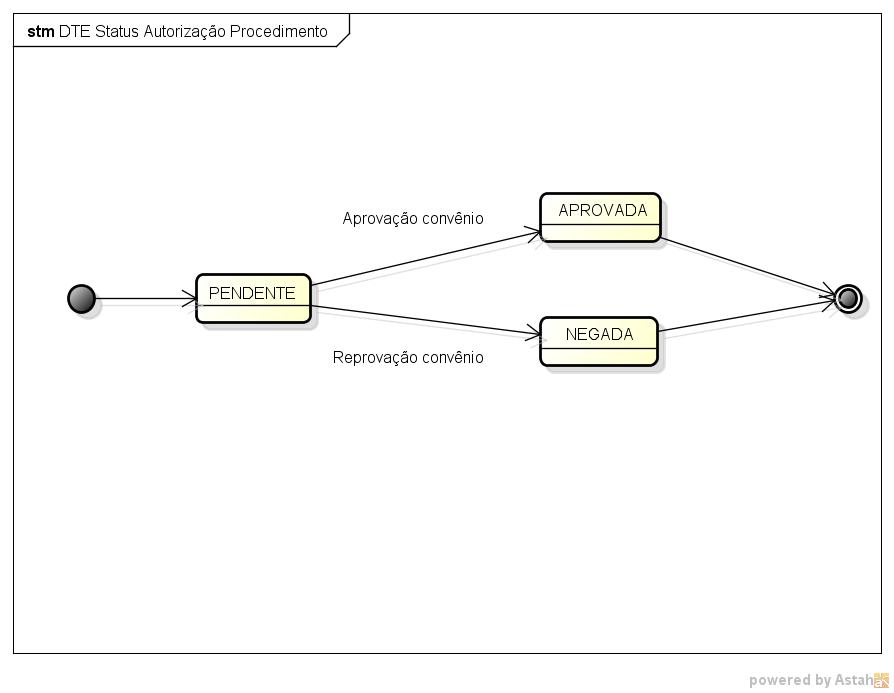 stm DTE Status Autorização Procedimento
APROVADA
Aprovação convênio
PENDENTE
NEGADA
Reprovação convênio
powered by Astah